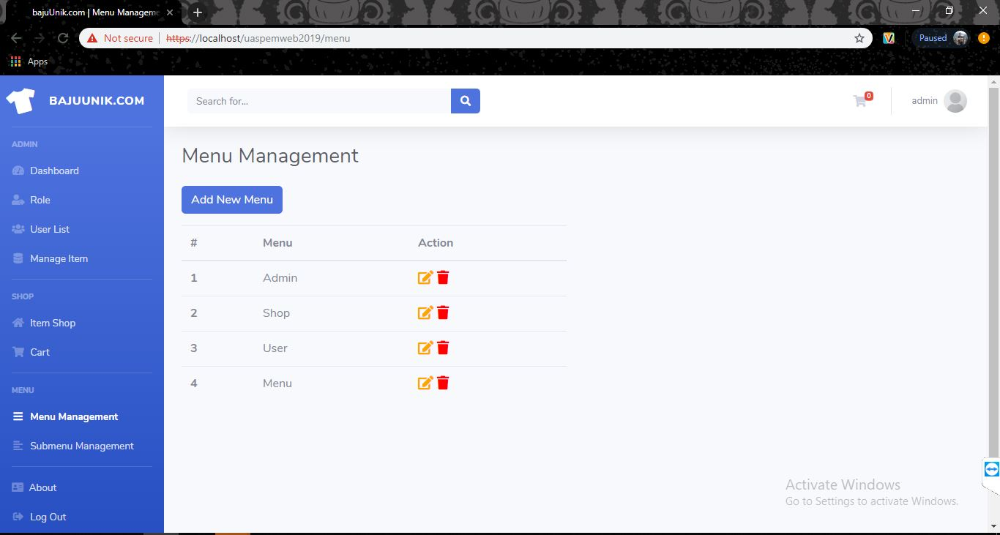 bajuUnik.com | Menu Manageme
Not secure | https://localhost/uaspemweb2019/menu
Paused
Apps
BAJUUNIK.COM
Search for...
0
admin
ADMIN
Dashboard
Role
User List
Manage Item
SHOP
Item Shop
Cart
MENU
Menu Management
Submenu Management
About
Log Out
Menu Management
Add New Menu
# Menu Action
1 Admin
2 Shop
3 User
4 Menu
Activate Windows
Go to Settings to activate Windows.